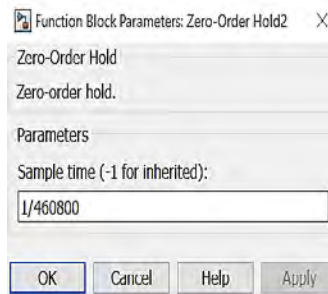 Function Block Parameters: Zero-Order Hold2
Zero-Order Hold
Zero-order hold.
Parameters
Sample time (-1 for inherited):
1/460800
OK Cancel Help Apply